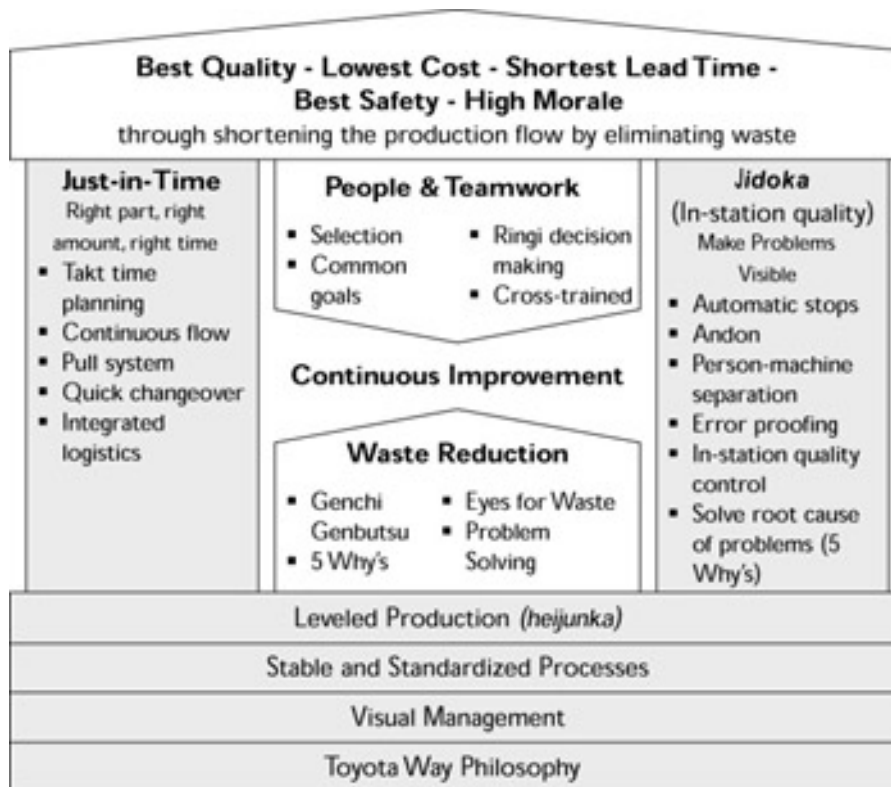 Best Quality - Lowest Cost - Shortest Lead Time -
Best Safety - High Morale
through shortening the production flow by eliminating waste
Just-in-Time
Right part, right
amount, right time
▪ Takt time
planning
▪ Continuous flow
▪ Pull system
▪ Quick changeover
▪ Integrated
logistics
People & Teamwork
▪ Selection
▪ Common
goals
▪ Ringi decision
making
▪ Cross-trained
Continuous Improvement
Waste Reduction
▪ Genchi
Genbutsu
▪ 5 Why's
▪ Eyes for Waste
▪ Problem
Solving
Jidoka
(In-station quality)
Make Problems
Visible
▪ Automatic stops
▪ Andon
▪ Person-machine
separation
▪ Error proofing
▪ In-station quality
control
▪ Solve root cause
of problems (5
Why's)
Leveled Production (heijunka)
Stable and Standardized Processes
Visual Management
Toyota Way Philosophy